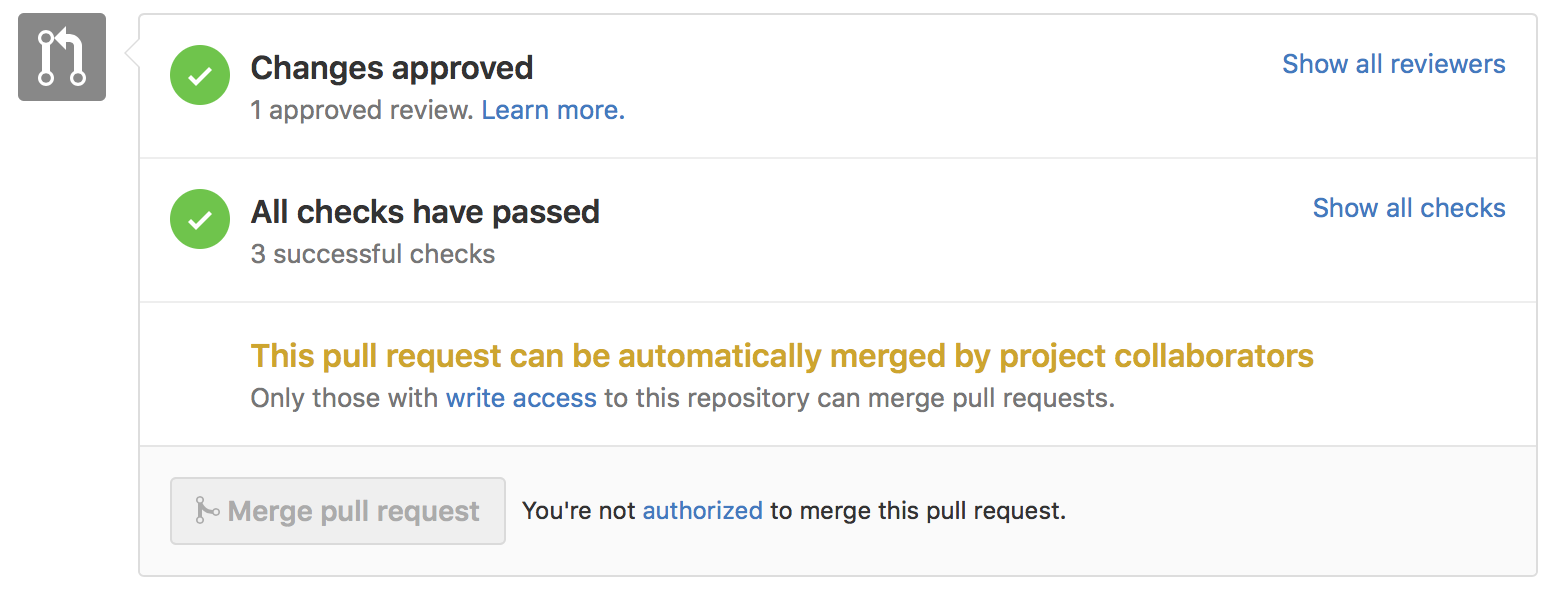 Changes approved
Show all reviewers
1 approved review. Learn more.
All checks have passed
Show all checks
3 successful checks
This pull request can be automatically merged by project collaborators
Only those with write access to this repository can merge pull requests.
Merge pull request
You're not authorized to merge this pull request.